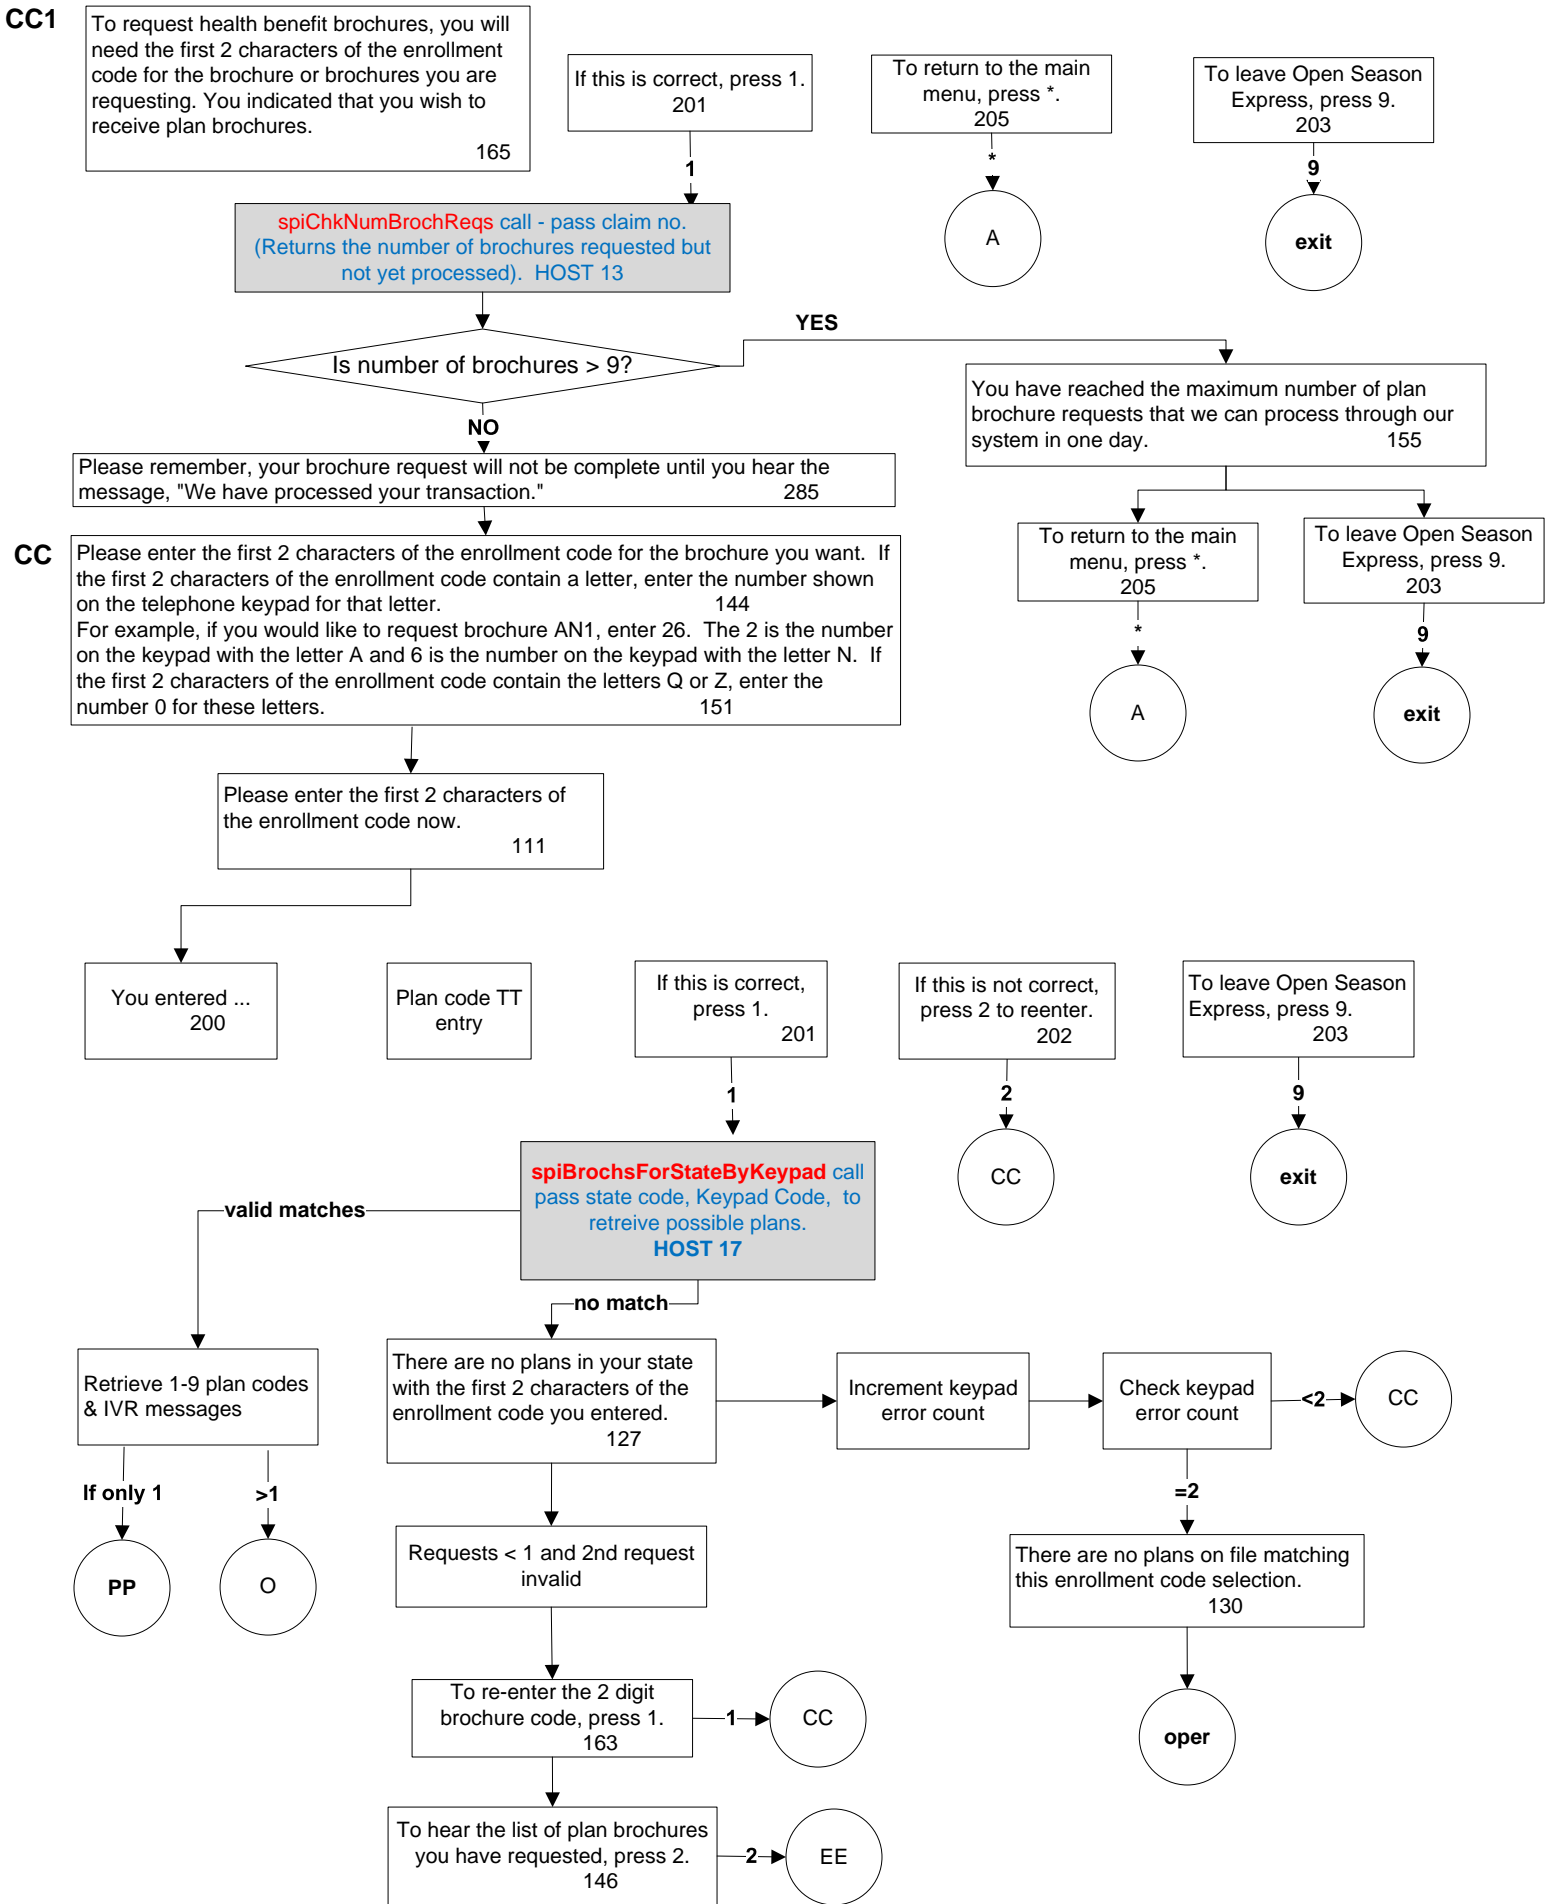 CC1
To request health benefit brochures, you will
need the first 2 characters of the enrollment
code for the brochure or brochures you are
requesting. You indicated that you wish to
receive plan brochures.
165
If this is correct, press 1.
201
1
To return to the main
menu, press *.
205
*
A
To leave Open Season
Express, press 9.
203
9
exit
spiChkNumBrochReqs call - pass claim no.
(Returns the number of brochures requested but
not yet processed).  HOST 13
Is number of brochures > 9?
YES
NO
You have reached the maximum number of plan
brochure requests that we can process through our
system in one day. 155
Please remember, your brochure request will not be complete until you hear the
message, "We have processed your transaction." 285
To return to the main
menu, press *.
205
*
A
To leave Open Season
Express, press 9.
203
9
exit
CC
Please enter the first 2 characters of the enrollment code for the brochure you want.  If
the first 2 characters of the enrollment code contain a letter, enter the number shown
on the telephone keypad for that letter. 144
For example, if you would like to request brochure AN1, enter 26.  The 2 is the number
on the keypad with the letter A and 6 is the number on the keypad with the letter N.  If
the first 2 characters of the enrollment code contain the letters Q or Z, enter the
number 0 for these letters. 151
Please enter the first 2 characters of
the enrollment code now.
111
You entered ...
200
Plan code TT
entry
If this is correct,
press 1.
201
1
If this is not correct,
press 2 to reenter.
202
2
CC
To leave Open Season
Express, press 9.
203
9
exit
spiBrochsForStateByKeypad call
pass state code, Keypad Code,  to
retreive possible plans.
HOST 17
valid matches
no match
Retrieve 1-9 plan codes
& IVR messages
If only 1
>1
PP
O
There are no plans in your state
with the first 2 characters of the
enrollment code you entered.
127
Increment keypad
error count
Check keypad
error count
<2
CC
=2
There are no plans on file matching
this enrollment code selection.
130
oper
Requests < 1 and 2nd request
invalid
To re-enter the 2 digit
brochure code, press 1.
163
1
CC
To hear the list of plan brochures
you have requested, press 2.
146
2
EE